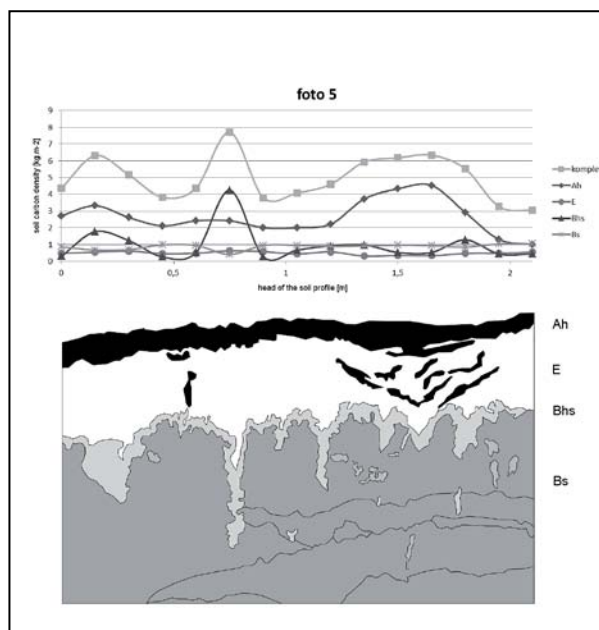 foto 5
soil carbon density [kg.m-2]
9
8
7
6
5
4
3
2
1
0
0
0,5
1
1,5
2
head of the soil profile [m]
komple
Ah
E
Bhs
Bs
Ah
E
Bhs
Bs